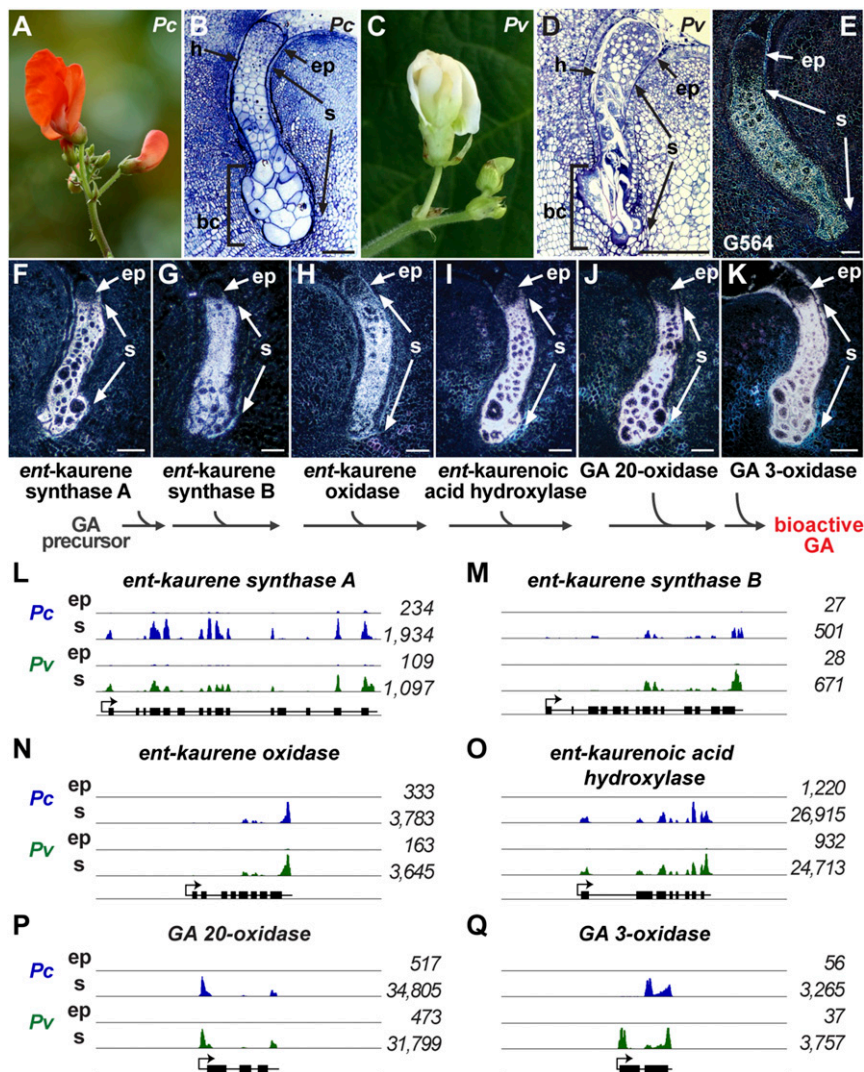 A Pc B Pc C Pv D Pv E
h ep s bc
h ep s bc
ep s G564
F ep G H I ep J K ep
s s s
ent-kaurene synthase A ent-kaurene synthase B ent-kaurene oxidase ent-kaurenoic acid hydroxylase GA 20-oxidase GA 3-oxidase
GA precursor bioactive GA
L ent-kaurene synthase A
Pc ep 234
s 1,934
Pv ep 109
s 1,097
M ent-kaurene synthase B
27
501
28
671
N ent-kaurene oxidase
Pc ep 333
s 3,783
Pv ep 163
s 3,645
O ent-kaurenoic acid
hydroxylase
1,220
26,915
932
24,713
P GA 20-oxidase
Pc ep 517
s 34,805
Pv ep 473
s 31,799
Q GA 3-oxidase
56
3,265
37
3,757